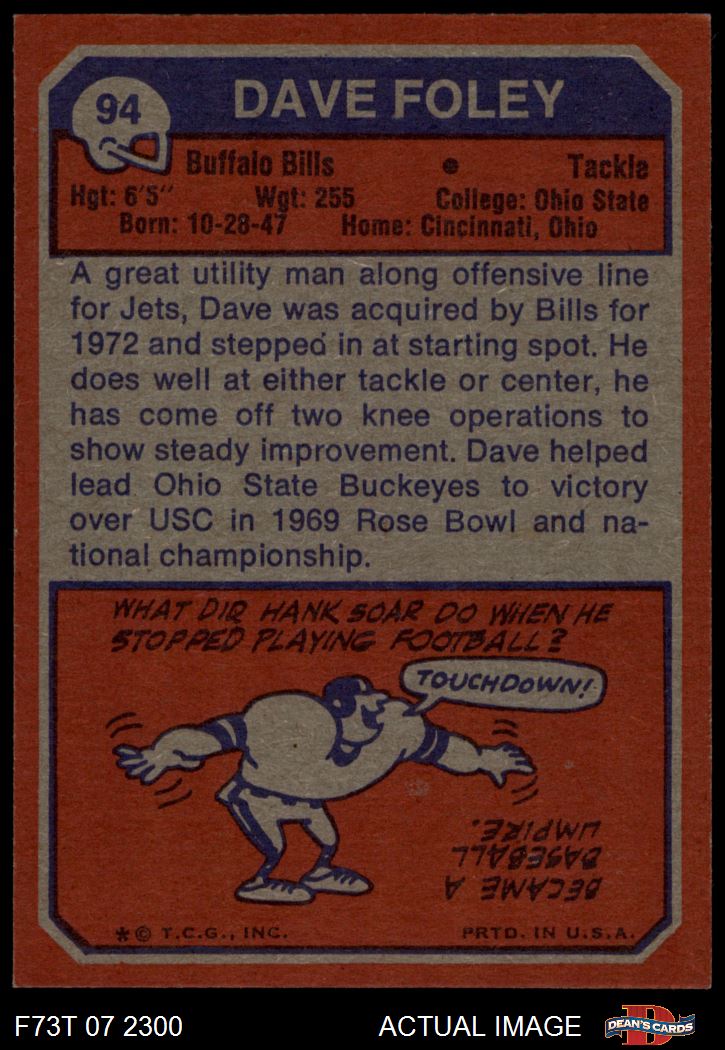 94
DAVE FOLEY
Buffalo Bills • Tackle
Hgt: 6'5" Wgt: 255 College: Ohio State
Born: 10-28-47 Home: Cincinnati, Ohio
A great utility man along offensive line
for Jets, Dave was acquired by Bills for
1972 and stepped in at starting spot. He
does well at either tackle or center, he
has come off two knee operations to
show steady improvement. Dave helped
lead Ohio State Buckeyes to victory
over USC in 1969 Rose Bowl and na-
tional championship.
WHAT DID HANK SOAR DO WHEN HE
STOPPED PLAYING FOOTBALL?
TOUCHDOWN!
BECAME A
BASEBALL
UMPIRE.
* © T.C.G., INC. PRTD. IN U.S.A.
F73T 07 2300 ACTUAL IMAGE
D
DEAN'S CARDS